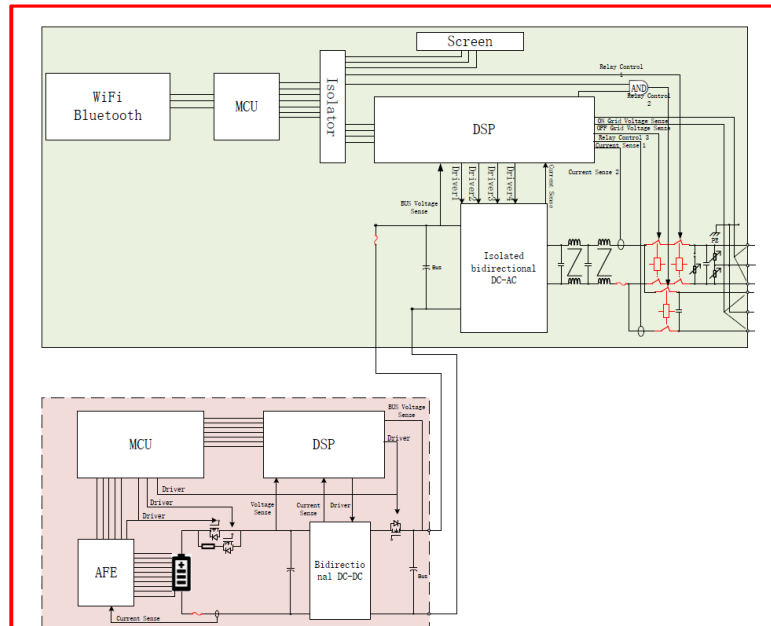 Screen
WiFi
Bluetooth
MCU
Isolator
Relay Control
1
AND
Relay Control
2
DSP
ON Grid Voltage Sense
OFF Grid Voltage Sense
Relay Control 3
Current Sense 1
Current Sense 2
Driver1
Driver2
Driver3
Driver4
Current Sense
BUS Voltage
Sense
Bus
Isolated
bidirectional
DC-AC
PE
MCU
DSP
BUS Voltage
Sense
Driver
Driver
Driver
Voltage
Sense
Current
Sense
Driver
AFE
Bidirectio
nal DC-DC
Bus
Current Sense